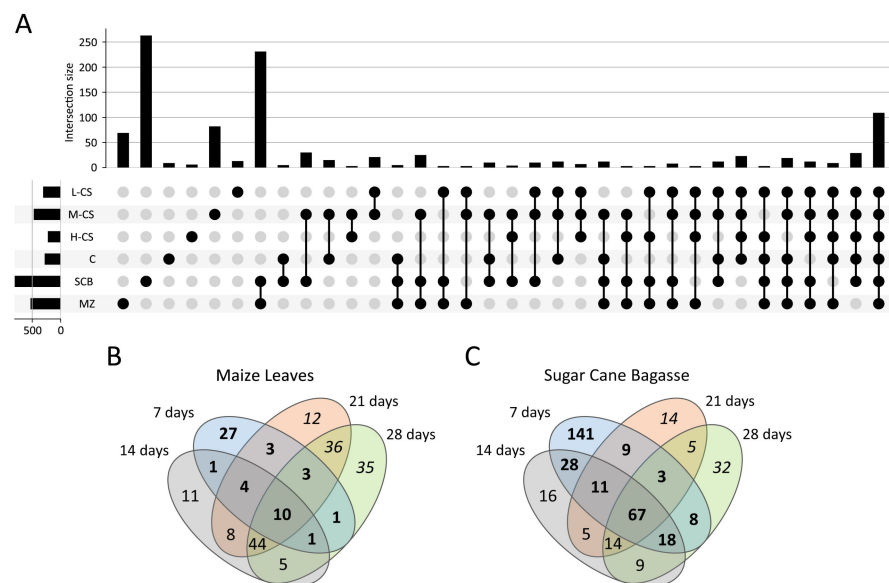 A
250
200
150
100
50
0
Intersection size
L-CS
M-CS
H-CS
C
SCB
MZ
500 0
B
Maize Leaves
7 days
21 days
14 days
28 days
12
27
3
36
35
1
4
3
11
10
1
8
44
1
5
C
Sugar Cane Bagasse
7 days
21 days
14 days
28 days
14
141
9
5
32
28
11
3
16
67
8
5
14
18
9